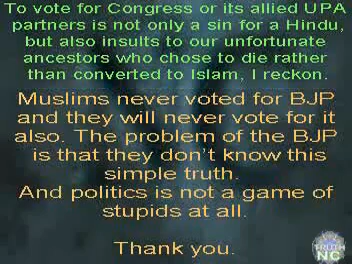 To vote for Congress or its allied UPA
partners is not only a sin for a Hindu,
but also insults to our unfortunate
ancestors who chose to die rather
than converted to Islam, I reckon.
Muslims never voted for BJP
and they will never vote for it
also. The problem of the BJP
is that they don't know this
simple truth.
And politics is not a game of
stupids at all.
Thank you.
TRUTH
NC